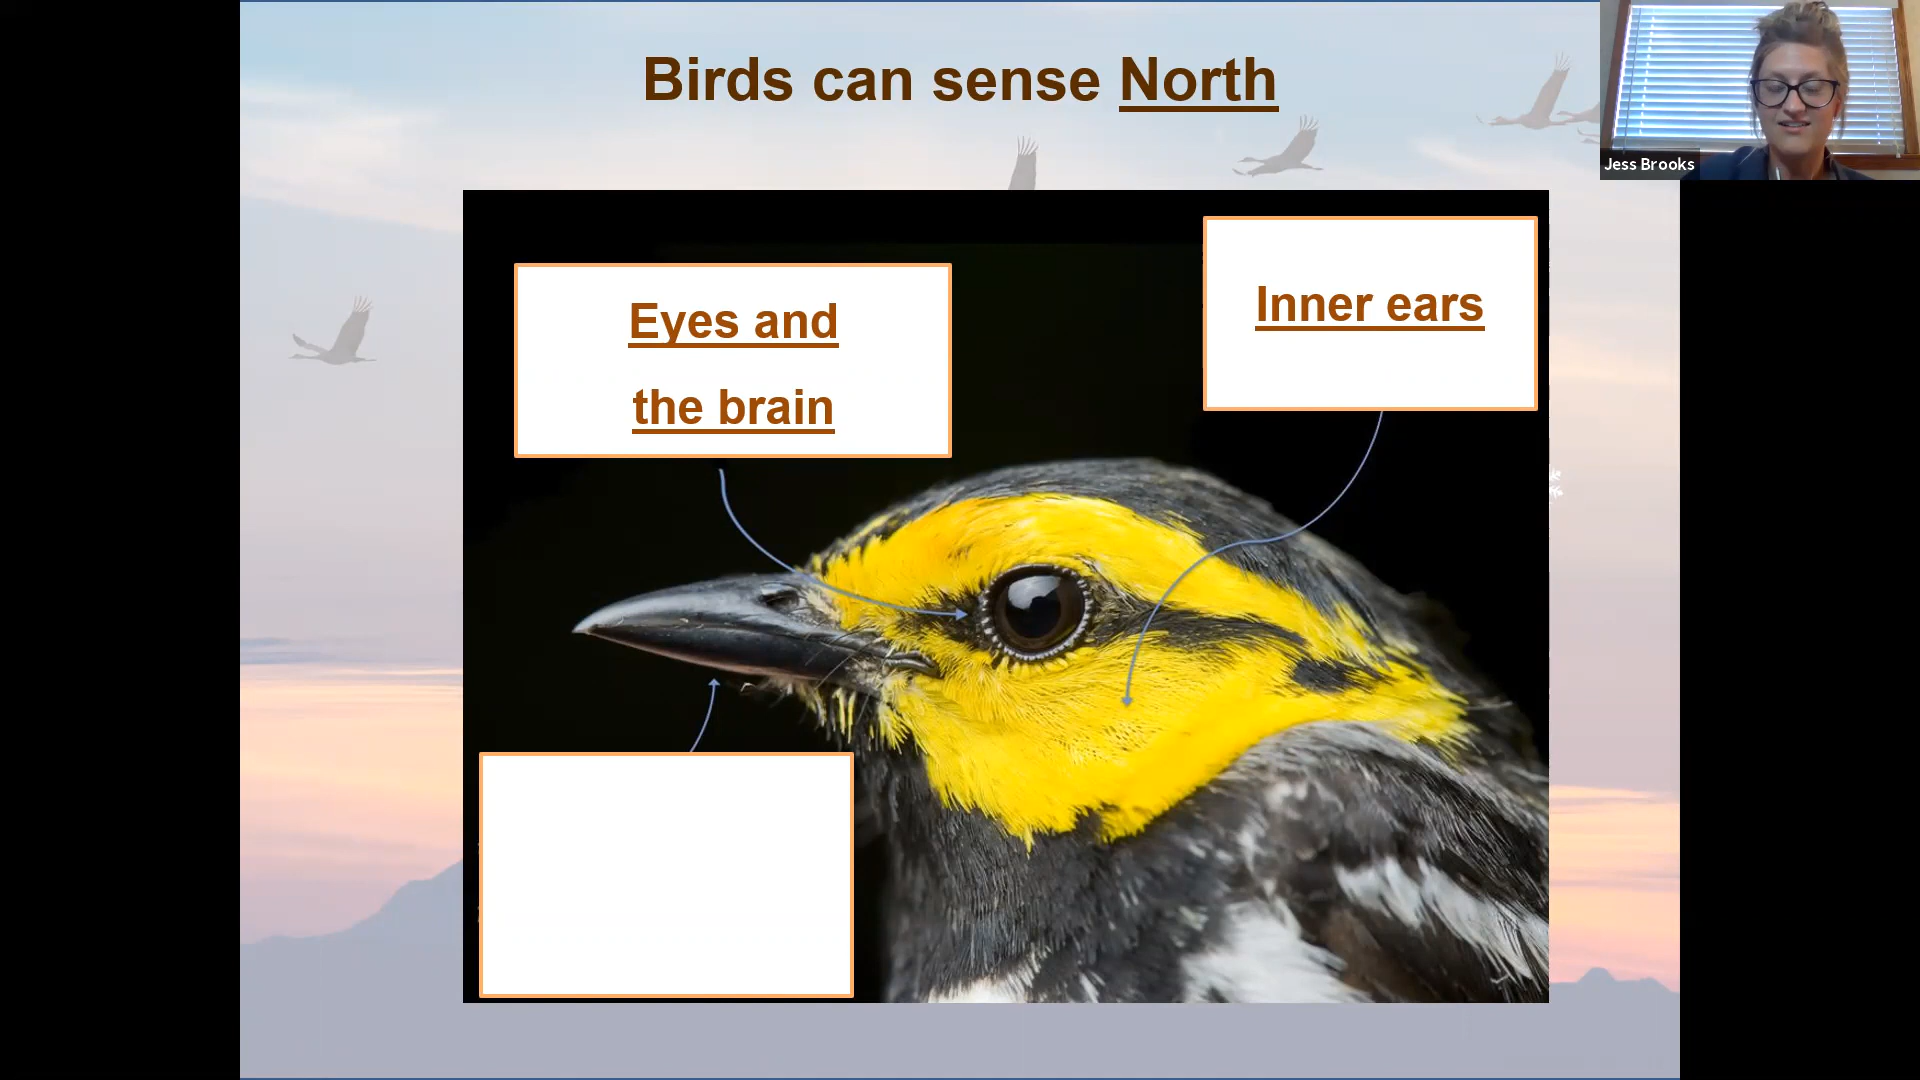 Birds can sense North
Jess Brooks
Eyes and
the brain
Inner ears